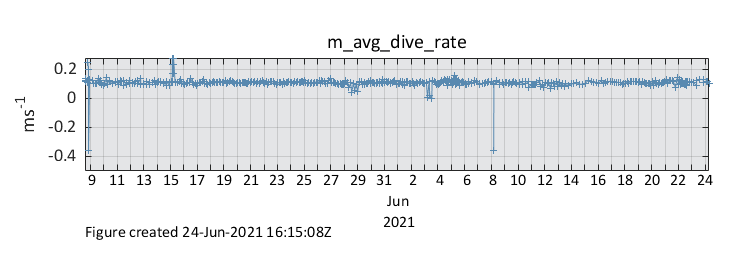 m_avg_dive_rate
0.2
0
-0.2
-0.4
ms⁻¹
9 11 13 15 17 19 21 23 25 27 29 31 2 4 6 8 10 12 14 16 18 20 22 24
Jun
2021
Figure created 24-Jun-2021 16:15:08Z